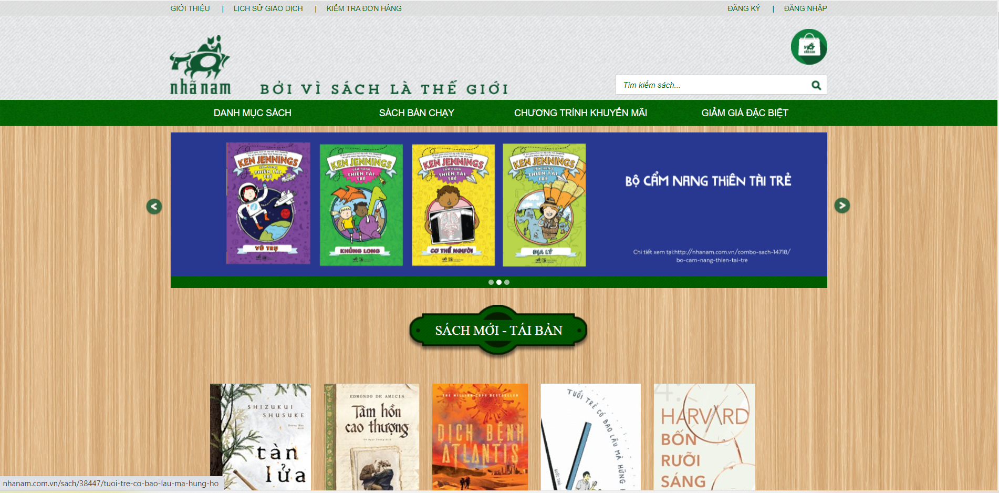 GIỚI THIỆU | LỊCH SỬ GIAO DỊCH | KIỂM TRA ĐƠN HÀNG
ĐĂNG KÝ | ĐĂNG NHẬP
nhã nam
nhã nam
BỞI VÌ SÁCH LÀ THẾ GIỚI
Tìm kiếm sách...
DANH MỤC SÁCH
SÁCH BÁN CHẠY
CHƯƠNG TRÌNH KHUYẾN MÃI
GIẢM GIÁ ĐẶC BIỆT
KEN JENNINGS
CẨM NANG
THIÊN TÀI
TRẺ
VŨ TRỤ
KEN JENNINGS
CẨM NANG
THIÊN TÀI
TRẺ
KHỦNG LONG
KEN JENNINGS
CẨM NANG
THIÊN TÀI
TRẺ
CƠ THỂ NGƯỜI
KEN JENNINGS
CẨM NANG
THIÊN TÀI
TRẺ
ĐỊA LÝ
BỘ CẨM NANG THIÊN TÀI TRẺ
Chi tiết xem tại:http://nhanam.com.vn/combo-sach-14718/
bo-cam-nang-thien-tai-tre
SÁCH MỚI - TÁI BẢN
SHIZUKUI
SHUSUKE
tàn
lửa
EDMONDO DE AMICIS
Tâm hồn
cao thượng
THE MILLION COPY BESTSELLER
DỊCH BỆNH
ATLANTIS
TUỔI TRẺ CÓ BAO LÂU MÀ HỮNG
HARVARD
BỐN
RƯỠI
SÁNG
nhanam.com.vn/sach/38447/tuoi-tre-co-bao-lau-ma-hung-ho